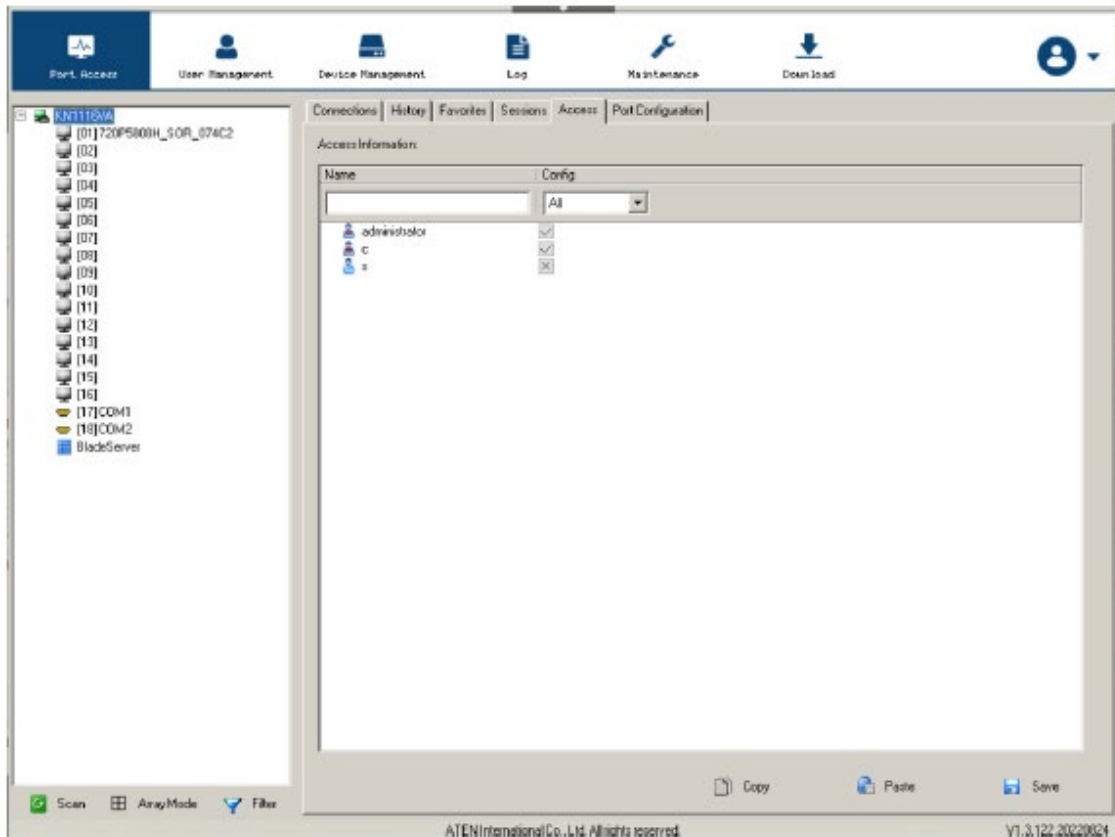 Port Access User Management Device Management Log Maintenance Download
KN1116VA
[01]720P5808H_SOR_074C2
[02]
[03]
[04]
[05]
[06]
[07]
[08]
[09]
[10]
[11]
[12]
[13]
[14]
[15]
[16]
[17]COM1
[18]COM2
BladeServer
Connections History Favorites Sessions Access Port Configuration
Access Information:
Name Config
All
administrator
c
Copy Paste Save
Scan Array Mode Filter
ATEN International Co., Ltd. All rights reserved.
V1.3.122.20220824